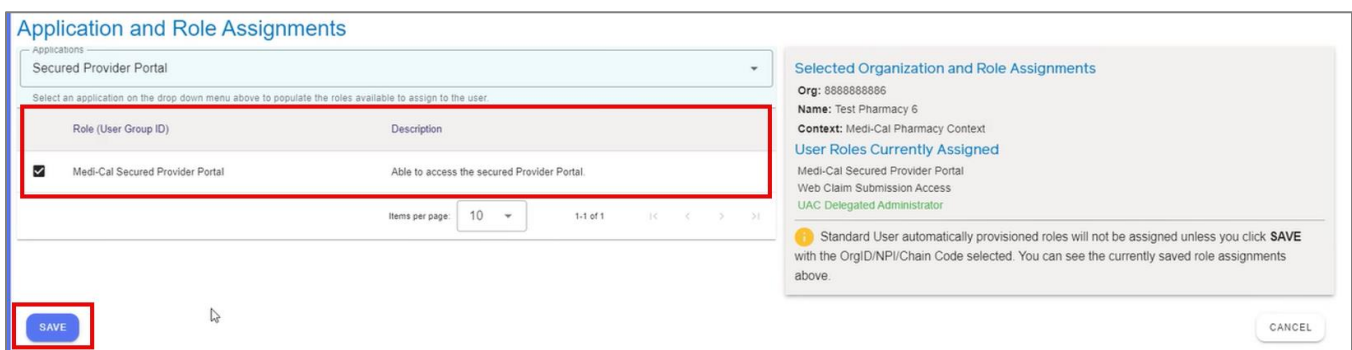 Application and Role Assignments
Applications
Secured Provider Portal
Select an application on the drop down menu above to populate the roles available to assign to the user.
Role (User Group ID) Description
Medi-Cal Secured Provider Portal Able to access the secured Provider Portal.
Items per page: 10 1-1 of 1
SAVE
Selected Organization and Role Assignments
Org: 8888888886
Name: Test Pharmacy 6
Context: Medi-Cal Pharmacy Context
User Roles Currently Assigned
Medi-Cal Secured Provider Portal
Web Claim Submission Access
UAC Delegated Administrator
Standard User automatically provisioned roles will not be assigned unless you click SAVE
with the OrgID/NPI/Chain Code selected. You can see the currently saved role assignments
above.
CANCEL